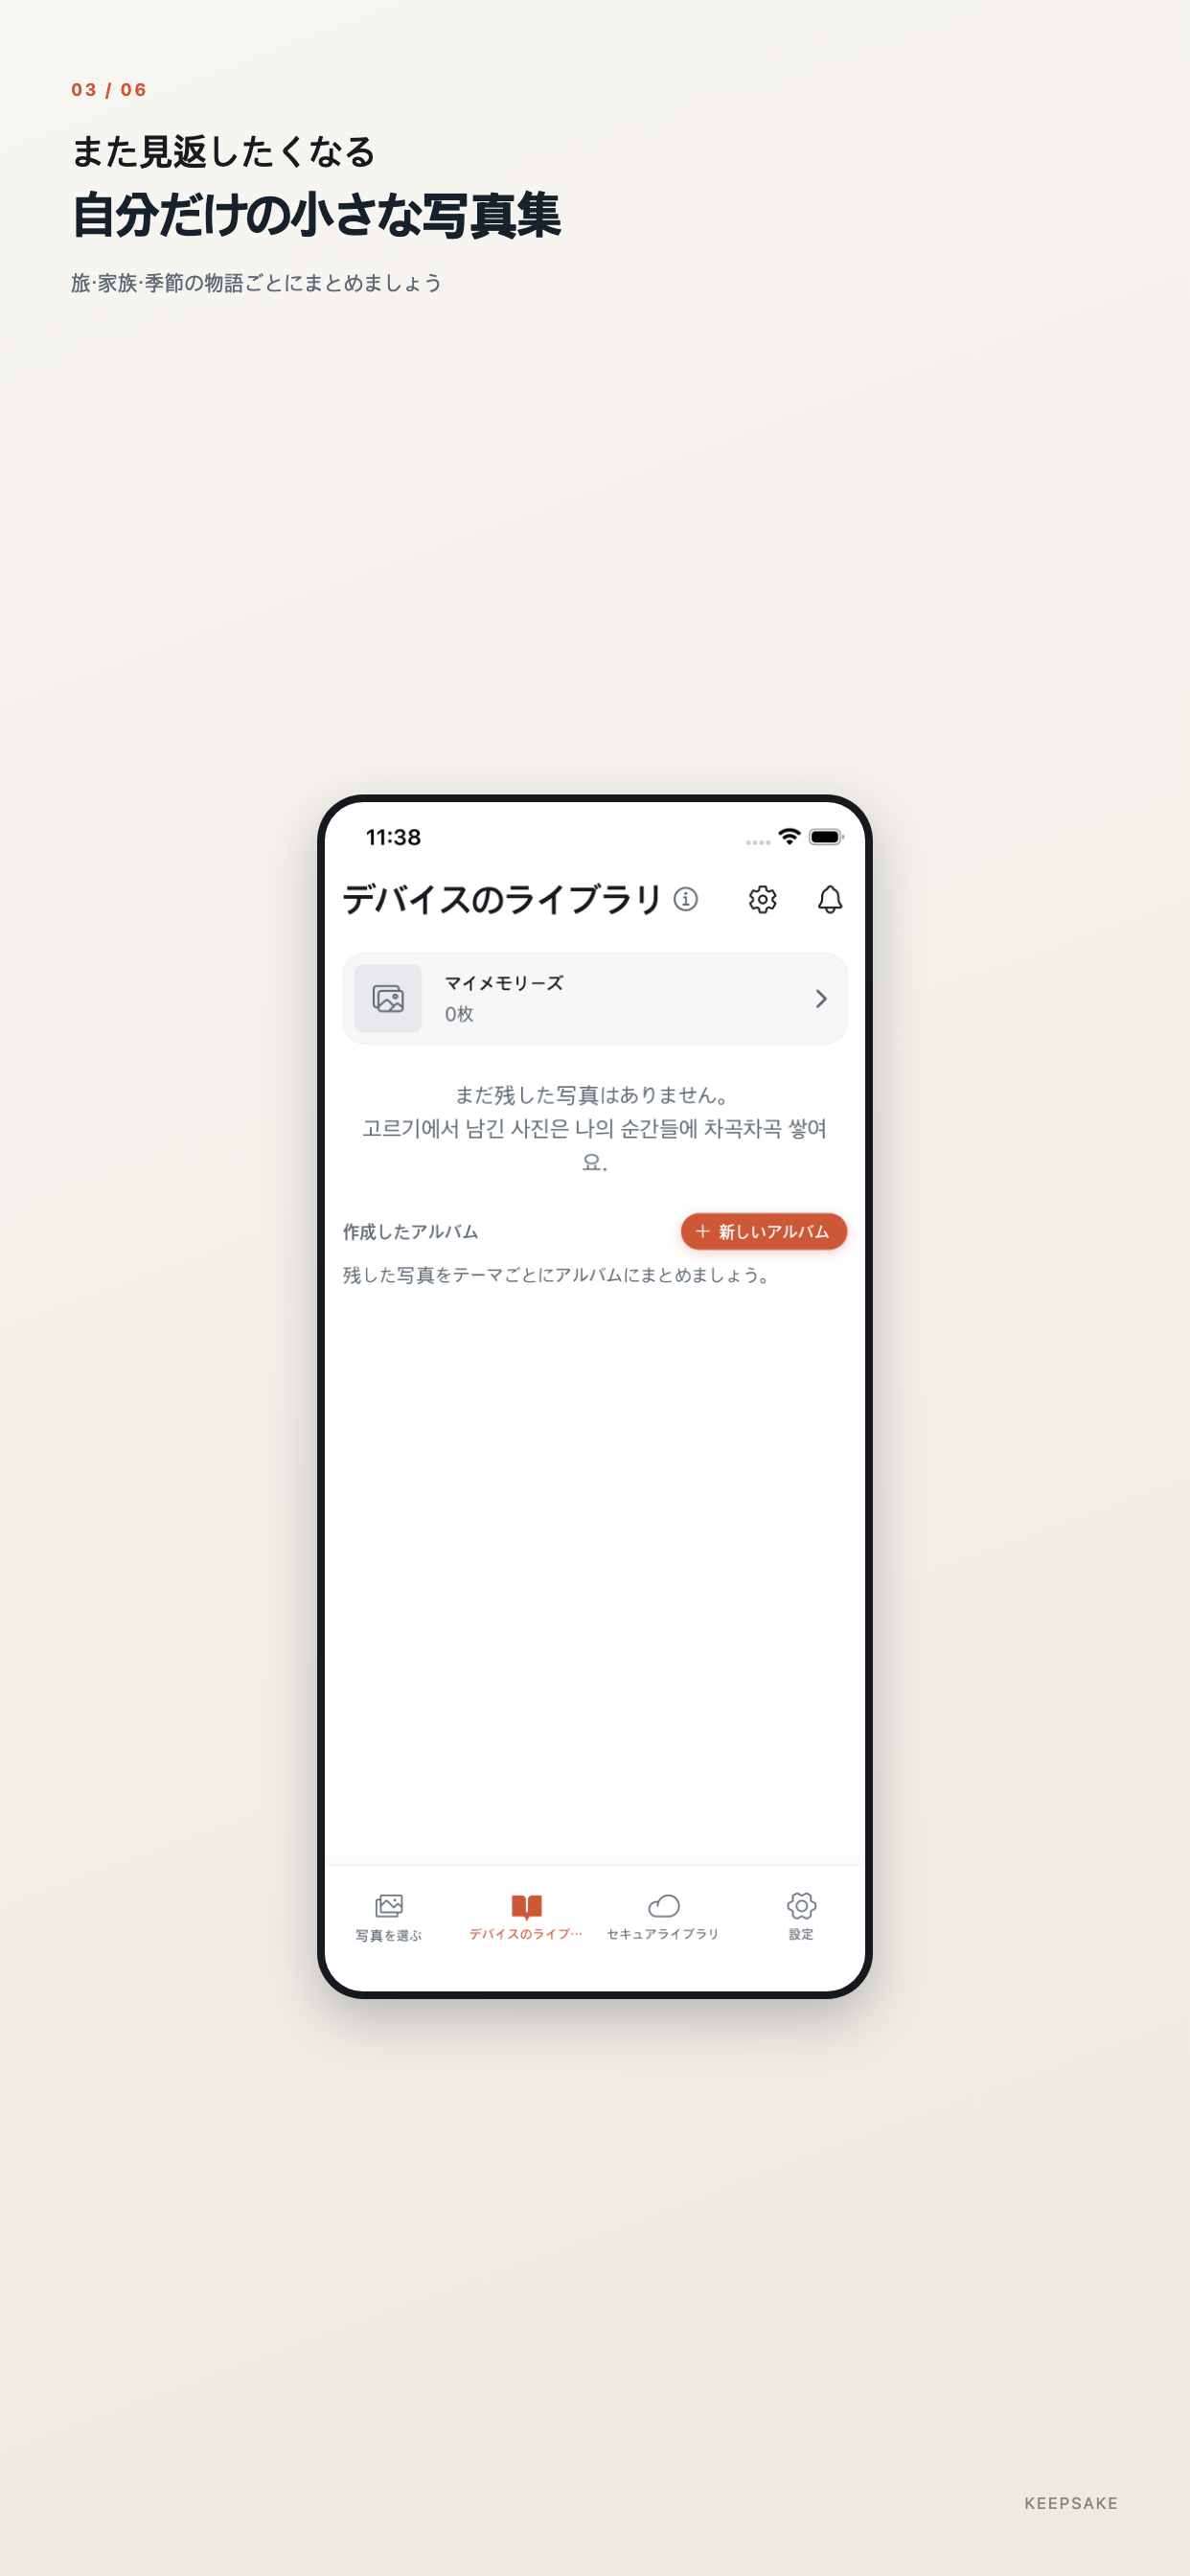 03 / 06
また見返したくなる
自分だけの小さな写真集
旅·家族·季節の物語ごとにまとめましょう
11:38
デバイスのライブラリ
マイメモリーズ
0枚
まだ残した写真はありません。
고르기에서 남긴 사진은 나의 순간들에 차곡차곡 쌓여
요.
作成したアルバム
+ 新しいアルバム
残した写真をテーマごとにアルバムにまとめましょう。
写真を選ぶ
デバイスのライブ…
セキュアライブラリ
設定
KEEPSAKE